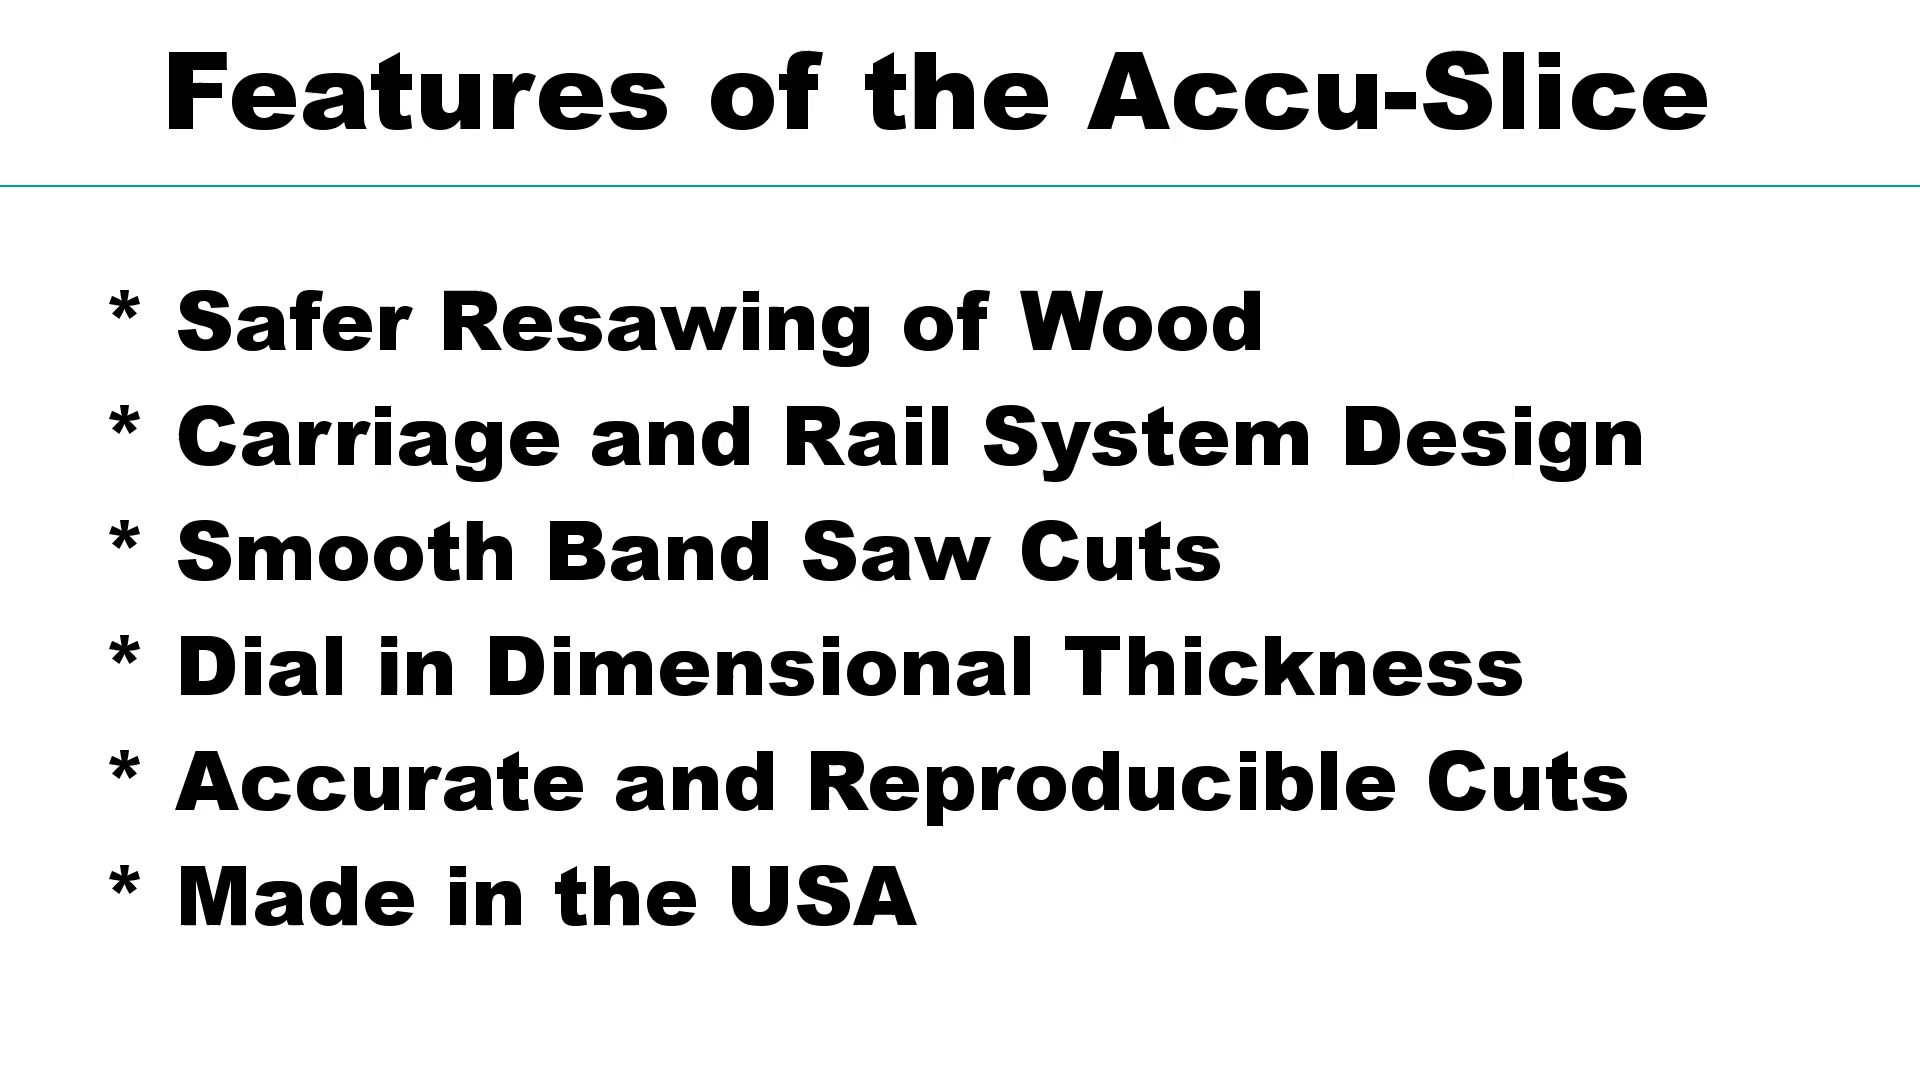 Features of the Accu-Slice
* Safer Resawing of Wood
* Carriage and Rail System Design
* Smooth Band Saw Cuts
* Dial in Dimensional Thickness
* Accurate and Reproducible Cuts
* Made in the USA